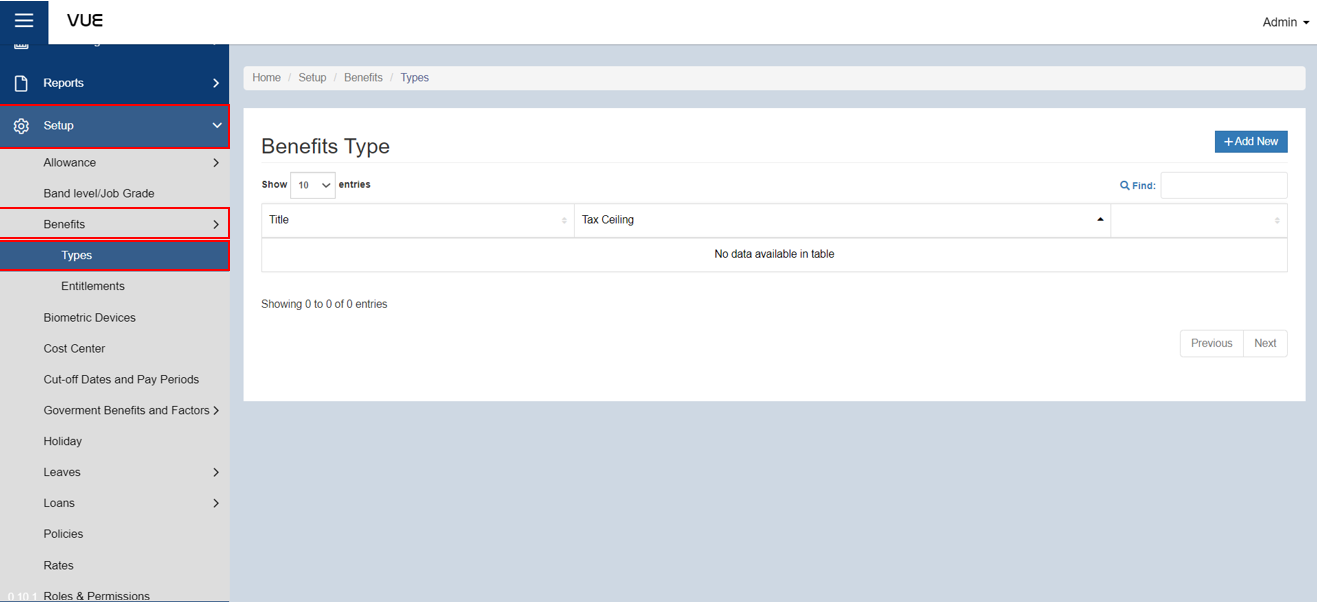 VUE
Admin
Reports
Setup
Allowance
Band level/Job Grade
Benefits
Types
Entitlements
Biometric Devices
Cost Center
Cut-off Dates and Pay Periods
Goverment Benefits and Factors
Holiday
Leaves
Loans
Policies
Rates
Roles & Permissions
0.10.1
Home / Setup / Benefits / Types
Benefits Type
+ Add New
Show 10 entries
Find:
Title Tax Ceiling
No data available in table
Showing 0 to 0 of 0 entries
Previous Next